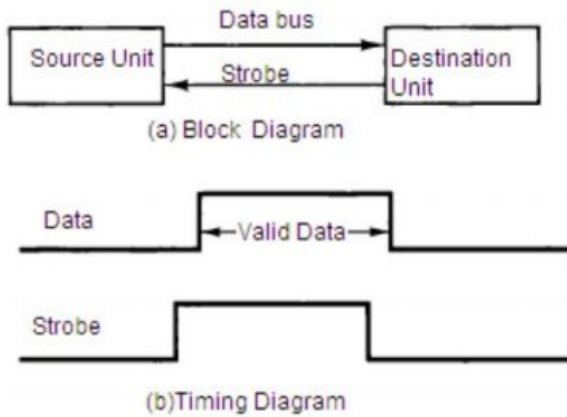 Data bus
Source Unit
Strobe
Destination
Unit
(a) Block Diagram
Data
Valid Data
Strobe
(b)Timing Diagram